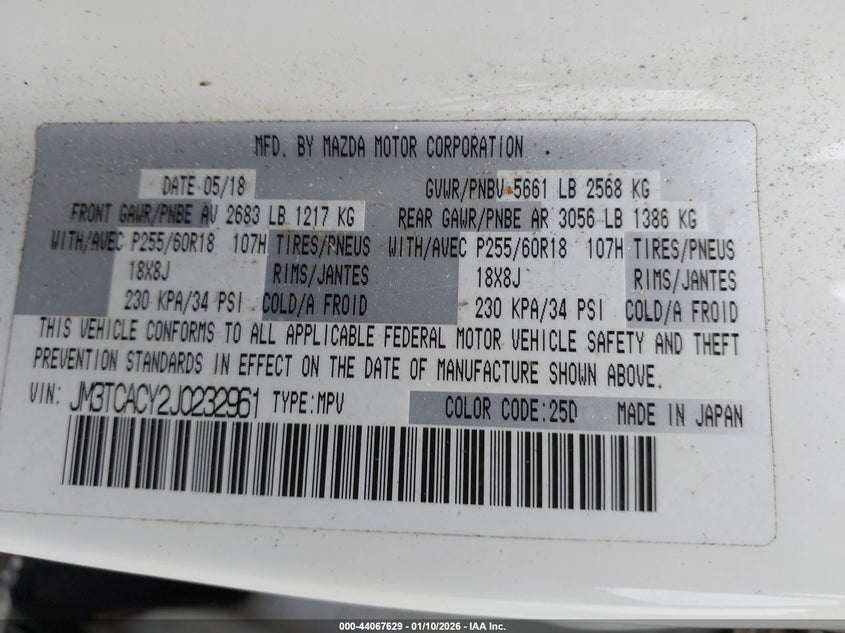 MFD. BY MAZDA MOTOR CORPORATION
DATE 05/18 GVWR/PNBV 5661 LB 2568 KG
FRONT GAWR/PNBE AV 2683 LB 1217 KG REAR GAWR/PNBE AR 3056 LB 1386 KG
WITH/AVEC P255/60R18 107H TIRES/PNEUS WITH/AVEC P255/60R18 107H TIRES/PNEUS
18X8J RIMS/JANTES 18X8J RIMS/JANTES
230 KPA/34 PSI COLD/A FROID 230 KPA/34 PSI COLD/A FROID
THIS VEHICLE CONFORMS TO ALL APPLICABLE FEDERAL MOTOR VEHICLE SAFETY AND THEFT
PREVENTION STANDARDS IN EFFECT ON THE DATE OF MANUFACTURE SHOWN ABOVE.
VIN: JM3TCACY2J0232961 TYPE:MPV COLOR CODE:25D MADE IN JAPAN
000-44067629 - 01/10/2026 - IAA Inc.